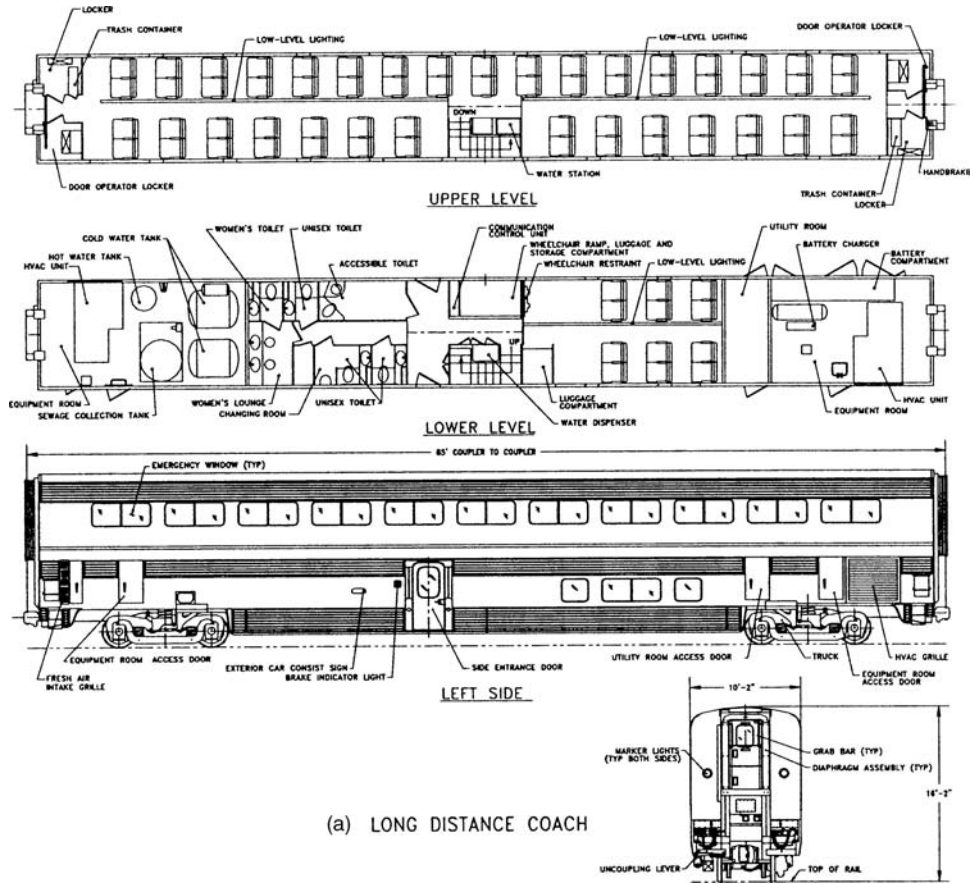 LOCKER
TRASH CONTAINER
LOW-LEVEL LIGHTING
LOW-LEVEL LIGHTING
DOOR OPERATOR LOCKER
DOWN
WATER STATION
DOOR OPERATOR LOCKER
UPPER LEVEL
TRASH CONTAINER
LOCKER
HANDBRAKE
COLD WATER TANK
HOT WATER TANK
HVAC UNIT
WOMEN'S TOILET
UNISEX TOILET
ACCESSIBLE TOILET
COMMUNICATION
CONTROL UNIT
WHEELCHAIR RAMP, LUGGAGE AND
STORAGE COMPARTMENT
WHEELCHAIR RESTRAINT
LOW-LEVEL LIGHTING
UTILITY ROOM
BATTERY CHARGER
BATTERY
COMPARTMENT
UP
EQUIPMENT ROOM
SEWAGE COLLECTION TANK
WOMEN'S LOUNGE
CHANGING ROOM
UNISEX TOILET
LUGGAGE
COMPARTMENT
WATER DISPENSER
HVAC UNIT
EQUIPMENT ROOM
LOWER LEVEL
85' COUPLER TO COUPLER
EMERGENCY WINDOW (TYP)
EQUIPMENT ROOM ACCESS DOOR
FRESH AIR
INTAKE GRILLE
EXTERIOR CAR CONSIST SIGN
BRAKE INDICATOR LIGHT
SIDE ENTRANCE DOOR
UTILITY ROOM ACCESS DOOR
TRUCK
HVAC GRILLE
EQUIPMENT ROOM
ACCESS DOOR
LEFT SIDE
10'-2"
MARKER LIGHTS
(TYP BOTH SIDES)
GRAB BAR (TYP)
DIAPHRAGM ASSEMBLY (TYP)
16'-2"
(a) LONG DISTANCE COACH
UNCOUPLING LEVER
TOP OF RAIL